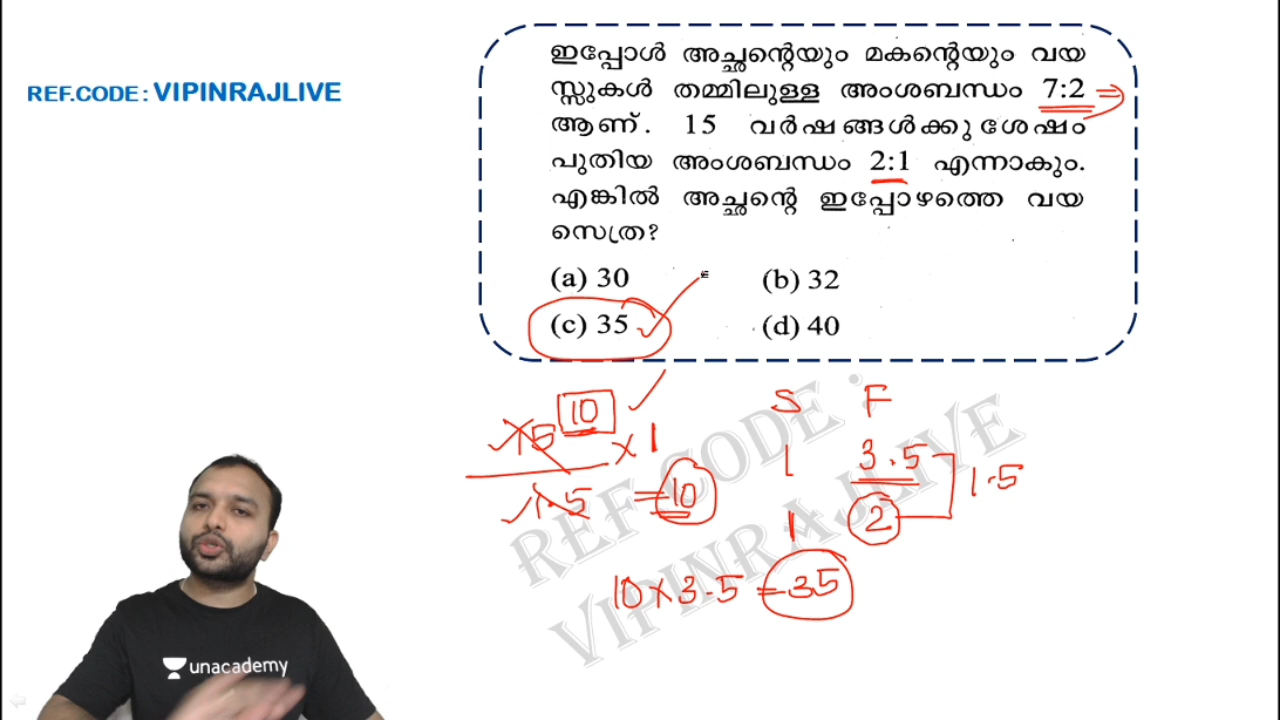 REF.CODE : VIPINRAJLIVE
ഇപ്പോൾ അച്ഛന്റെയും മകന്റെയും വയ
സ്സുകൾ തമ്മിലുള്ള അംശബന്ധം 7:2
ആണ്. 15 വർഷങ്ങൾക്കു ശേഷം
പുതിയ അംശബന്ധം 2:1 എന്നാകും.
എങ്കിൽ അച്ഛന്റെ ഇപ്പോഴത്തെ വയ
സെത്ര?
(a) 30 (b) 32
(c) 35 (d) 40
10
15 × 1
1.5 = 10
S F
1 3.5
1.5
1 2
10 × 3.5 = 35
REF CODE :
VIPINRAJLIVE
unacademy